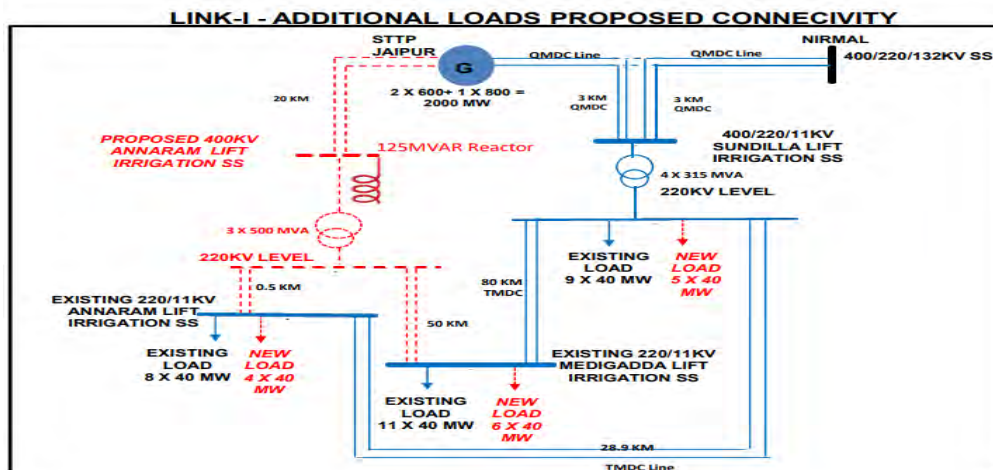 LINK-I - ADDITIONAL LOADS PROPOSED CONNECIVITY
STTP
JAIPUR
G
QMDC Line
QMDC Line
NIRMAL
400/220/132KV SS
2 X 600+ 1 X 800 =
2000 MW
20 KM
3 KM
QMDC
3 KM
QMDC
PROPOSED 400KV
ANNARAM LIFT
IRRIGATION SS
125MVAR Reactor
400/220/11KV
SUNDILLA LIFT
IRRIGATION SS
4 X 315 MVA
220KV LEVEL
3 X 500 MVA
220KV LEVEL
EXISTING
LOAD
9 X 40 MW
NEW
LOAD
5 X 40
MW
80 KM
TMDC
0.5 KM
EXISTING 220/11KV
ANNARAM LIFT
IRRIGATION SS
50 KM
EXISTING
LOAD
8 X 40 MW
NEW
LOAD
4 X 40
MW
EXISTING 220/11KV
MEDIGADDA LIFT
IRRIGATION SS
EXISTING
LOAD
11 X 40 MW
NEW
LOAD
6 X 40
MW
28.9 KM
TMDC Line